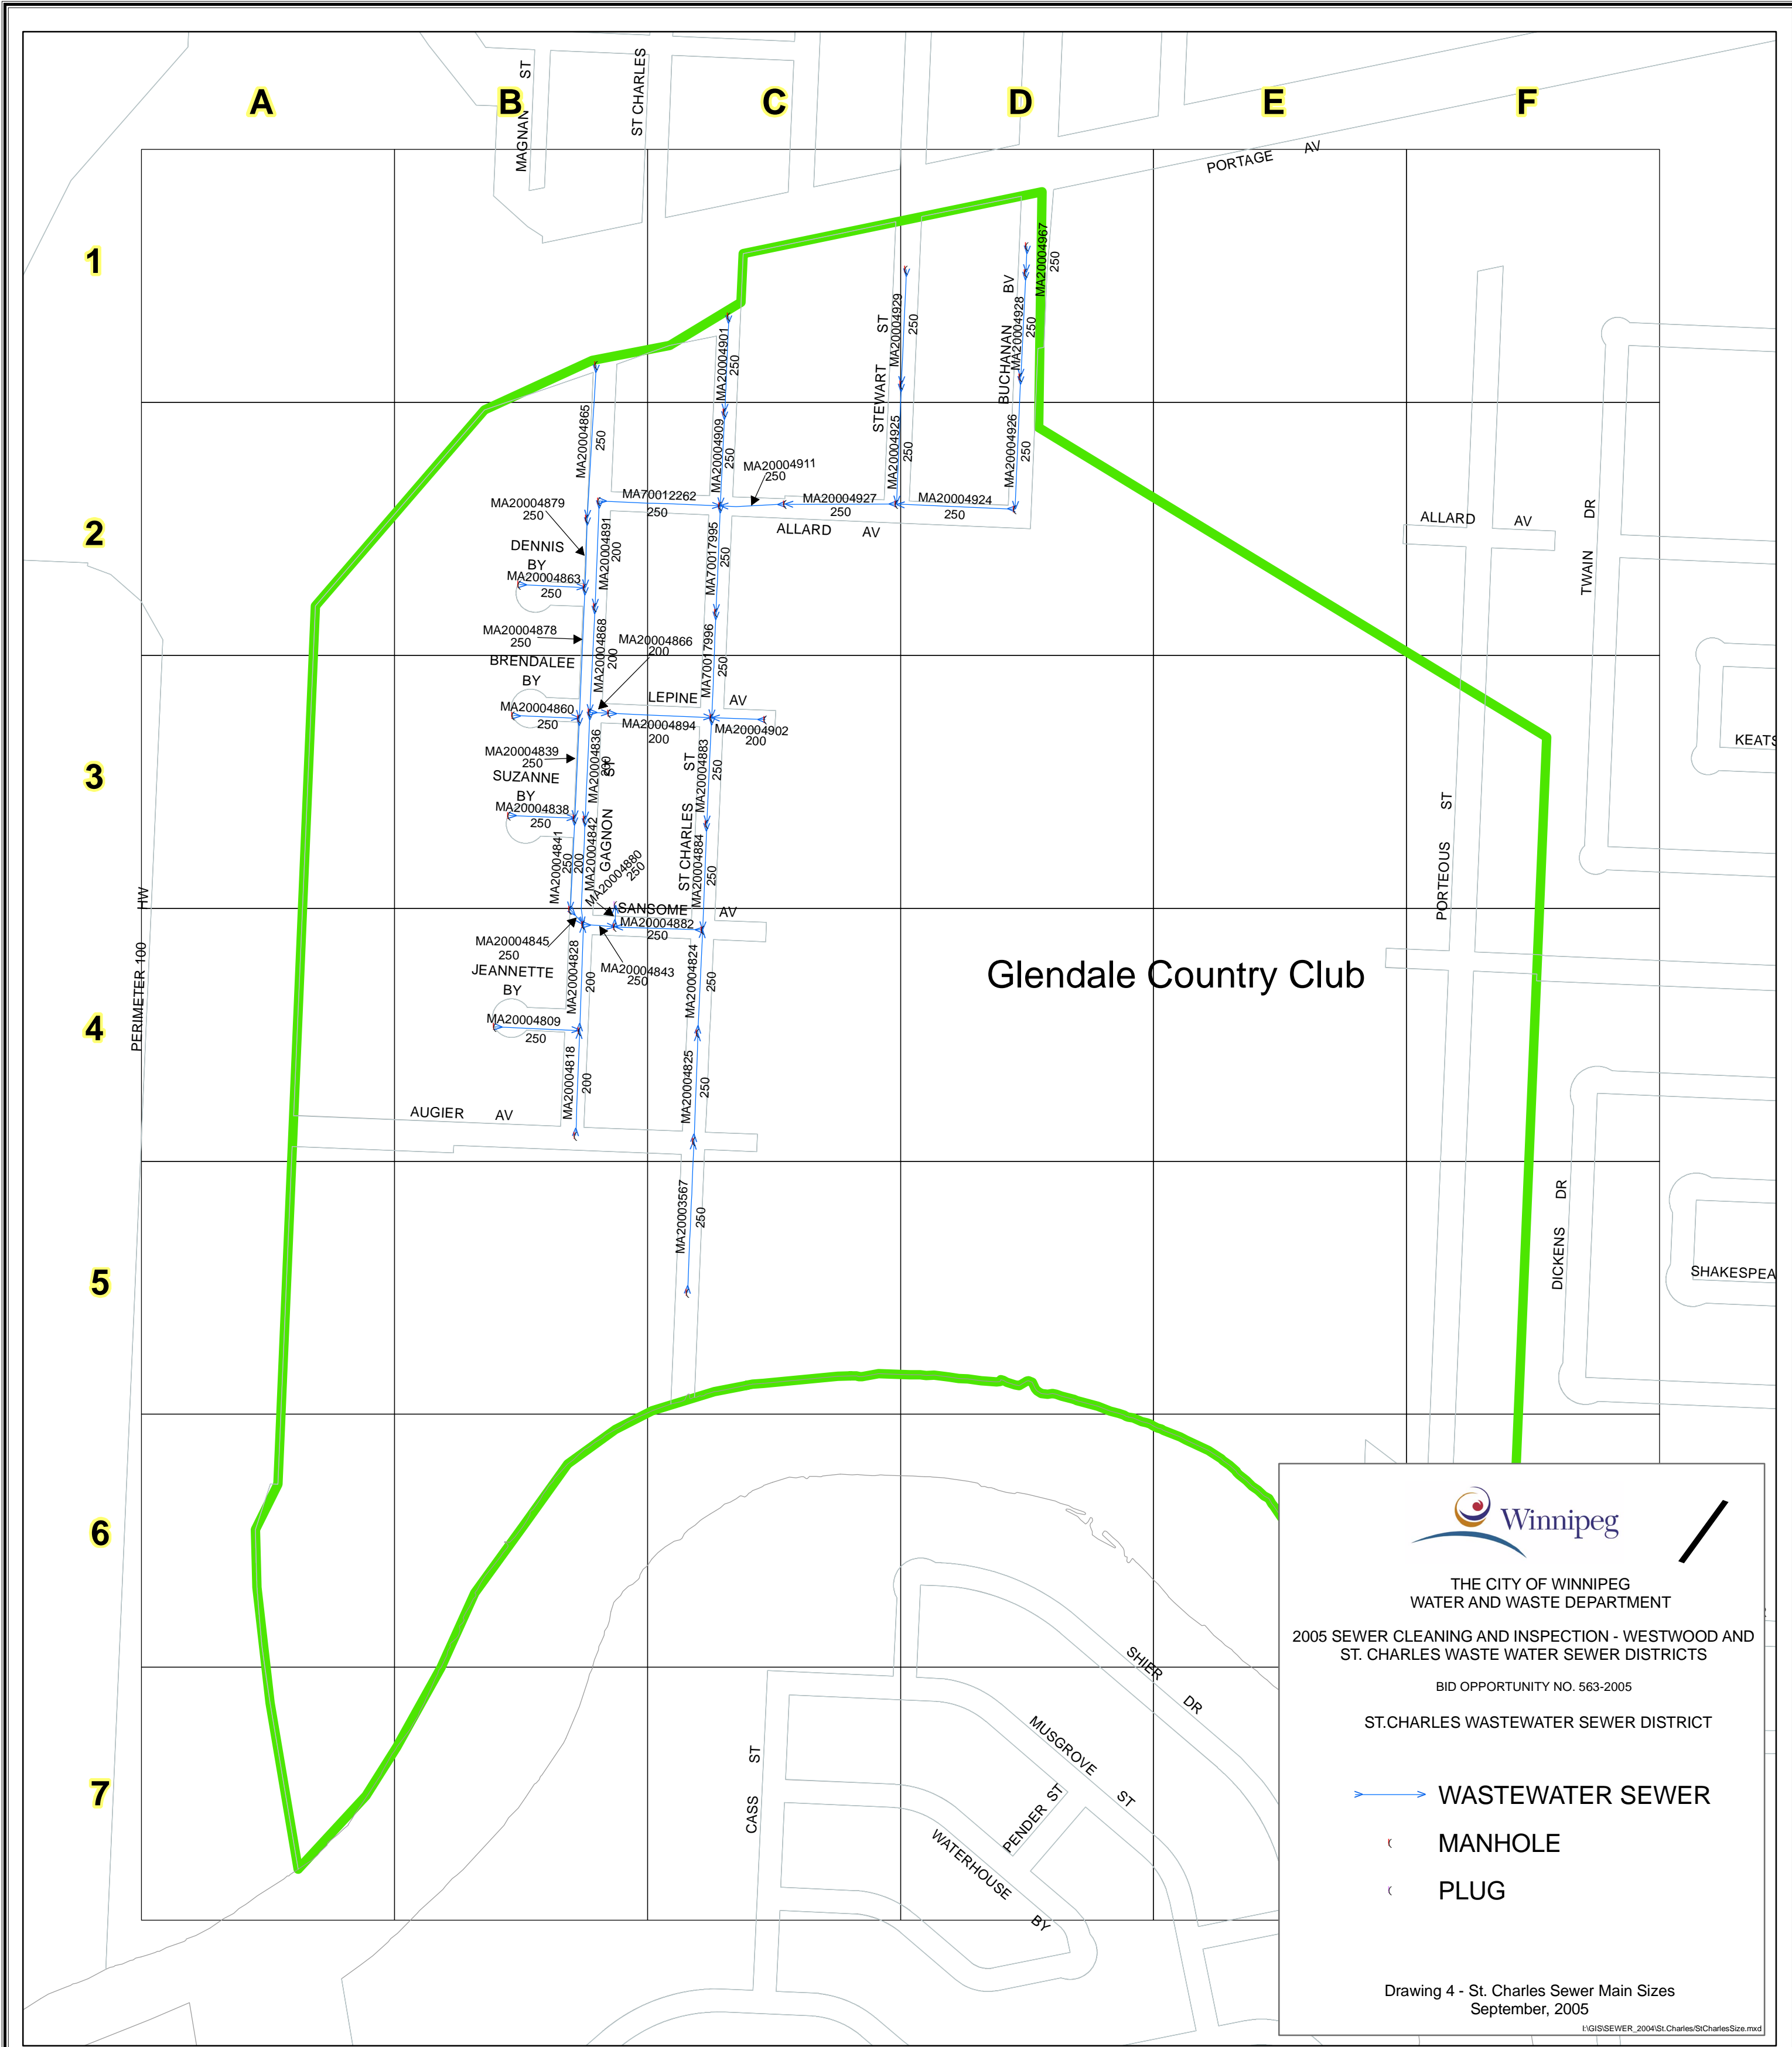 A
B
C
D
E
F
MAGNAN ST
ST CHARLES
PORTAGE AV
1
MA20004967
250
MA20004929
250
STEWART ST
BUCHANAN BV
MA20004928
250
MA20004901
250
MA20004865
250
MA20004909
250
MA20004925
250
MA20004926
250
MA20004911
250
2
MA20004879
250
MA70012262
250
MA20004927
250
MA20004924
250
ALLARD AV
ALLARD AV
TWAIN DR
DENNIS
BY
MA20004863
250
MA20004891
200
MA70017995
250
MA20004878
250
MA20004868
200
MA20004866
200
MA70017996
250
BRENDALEE
BY
LEPINE AV
MA20004860
250
MA20004894
200
MA20004902
200
3
MA20004839
250
MA20004836
200
GAGNON ST
ST CHARLES ST
MA20004883
250
KEATS
SUZANNE
BY
MA20004838
250
MA20004841
250
200
MA20004842
MA20004880
250
MA20004884
250
PORTEOUS ST
PERIMETER 100 HW
SANSOME AV
MA20004882
250
MA20004845
250
MA20004843
250
MA20004828
200
MA20004824
250
JEANNETTE
BY
Glendale Country Club
4
MA20004809
250
MA20004818
200
MA20004825
250
AUGIER AV
5
MA20003567
250
DICKENS DR
SHAKESPEA
6
7
SHIER DR
MUSGROVE ST
PENDER ST
CASS ST
WATERHOUSE BY
Winnipeg
THE CITY OF WINNIPEG
WATER AND WASTE DEPARTMENT
2005 SEWER CLEANING AND INSPECTION - WESTWOOD AND
ST. CHARLES WASTE WATER SEWER DISTRICTS
BID OPPORTUNITY NO. 563-2005
ST.CHARLES WASTEWATER SEWER DISTRICT
WASTEWATER SEWER
MANHOLE
PLUG
Drawing 4 - St. Charles Sewer Main Sizes
September, 2005
I:\GIS\SEWER_2004\St.Charles/StCharlesSize.mxd